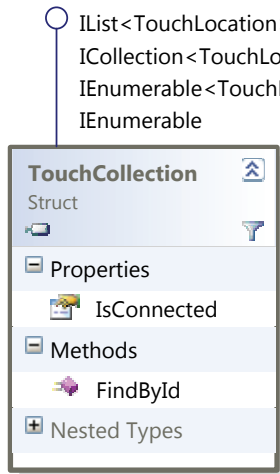 IList<TouchLocation
ICollection<TouchLo
IEnumerable<Touch
IEnumerable
TouchCollection
Struct
Properties
IsConnected
Methods
FindById
Nested Types